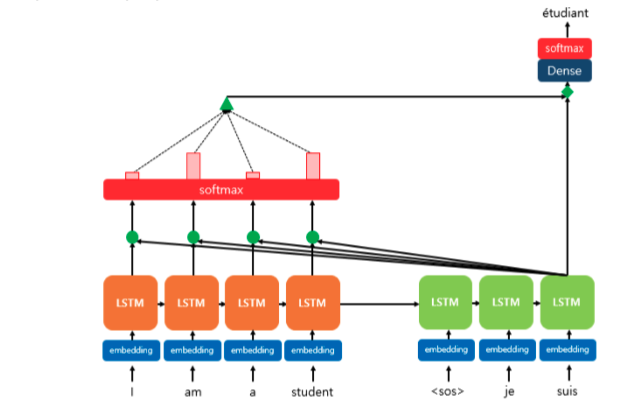 étudiant
softmax
Dense
softmax
LSTM LSTM LSTM LSTM LSTM LSTM LSTM
embedding embedding embedding embedding embedding embedding embedding
I am a student <sos> je suis